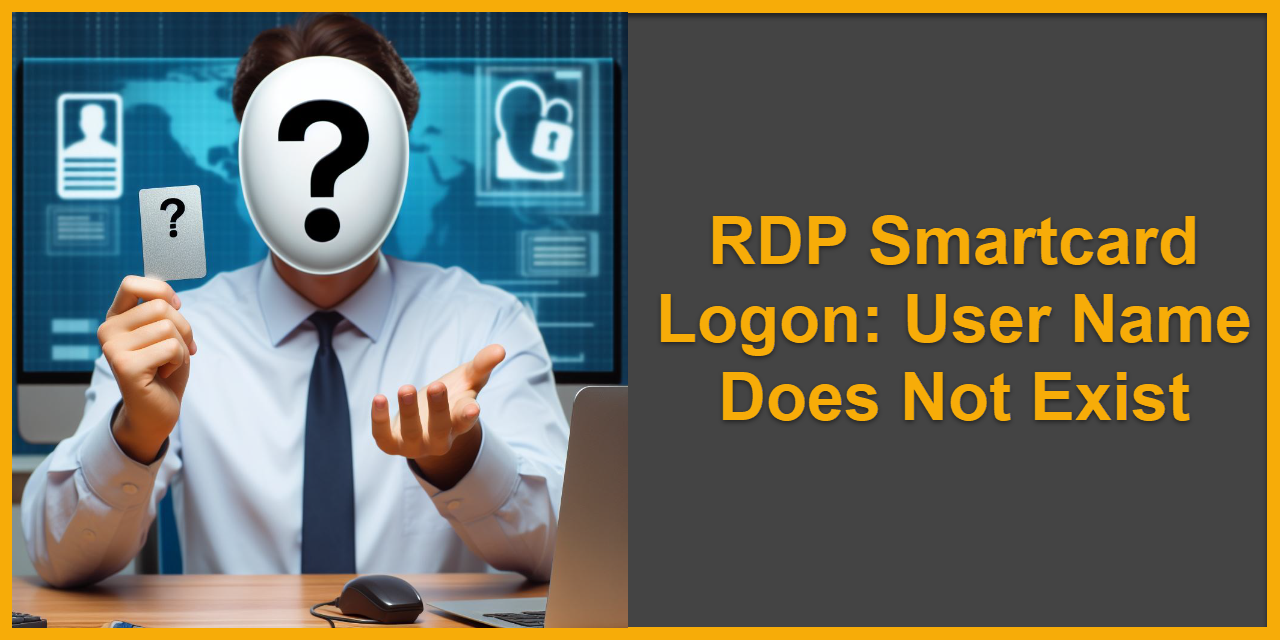 ?
?
RDP Smartcard
Logon: User Name
Does Not Exist